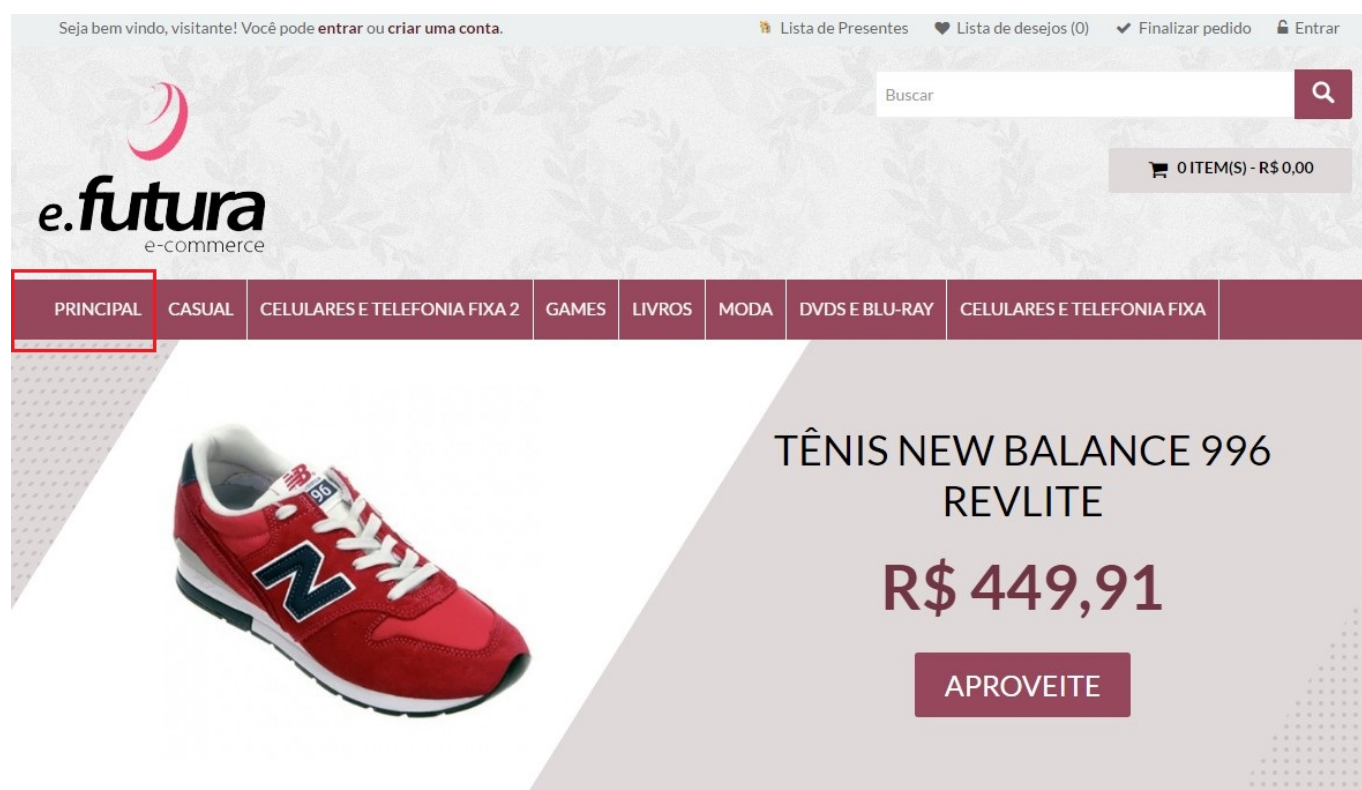 Seja bem vindo, visitante! Você pode entrar ou criar uma conta.
Lista de Presentes
Lista de desejos (0)
Finalizar pedido
Entrar
Buscar
0 ITEM(S) - R$ 0,00
e.futura
e-commerce
PRINCIPAL
CASUAL
CELULARES E TELEFONIA FIXA 2
GAMES
LIVROS
MODA
DVDS E BLU-RAY
CELULARES E TELEFONIA FIXA
TÊNIS NEW BALANCE 996
REVLITE
R$ 449,91
APROVEITE
NB
96
N